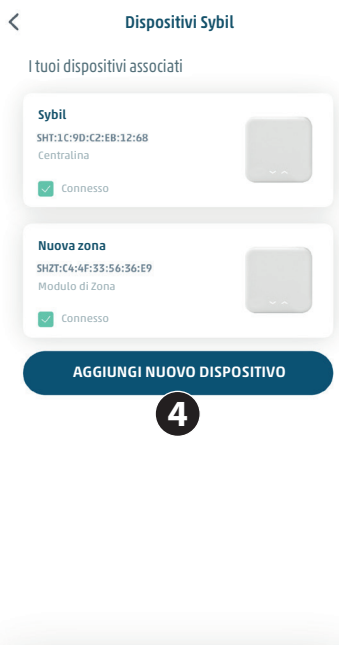 Dispositivi Sybil
I tuoi dispositivi associati
Sybil
SHT:1C:9D:C2:EB:12:68
Centralina
Connesso
Nuova zona
SHZT:C4:4F:33:56:36:E9
Modulo di Zona
Connesso
AGGIUNGI NUOVO DISPOSITIVO
4